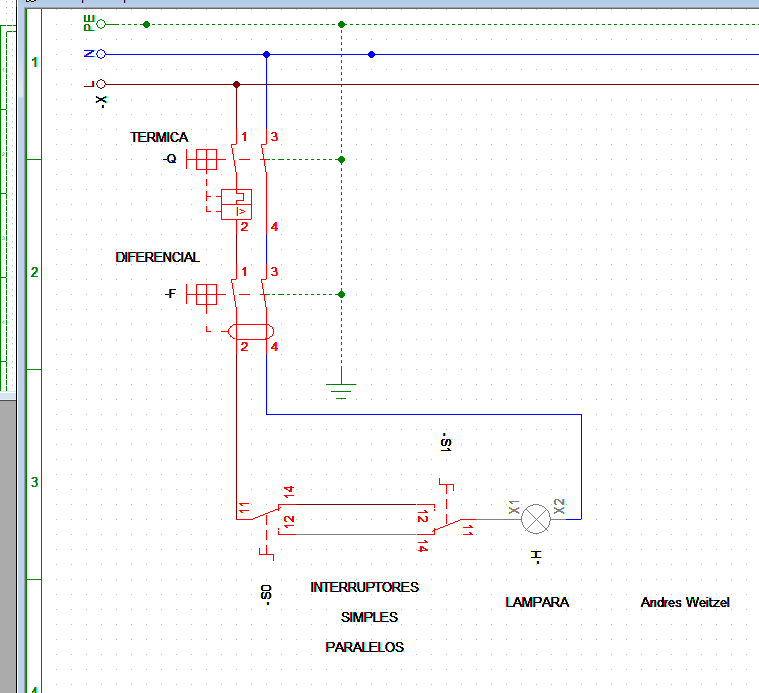 PE
N
1
L
-X
TERMICA
1
3
-Q
I>
2
4
2
DIFERENCIAL
1
3
-F
2
4
-S1
3
14
11
12
12
14
11
X1
X2
-H
-S0
INTERRUPTORES
SIMPLES
PARALELOS
LAMPARA
Andres Weitzel
4